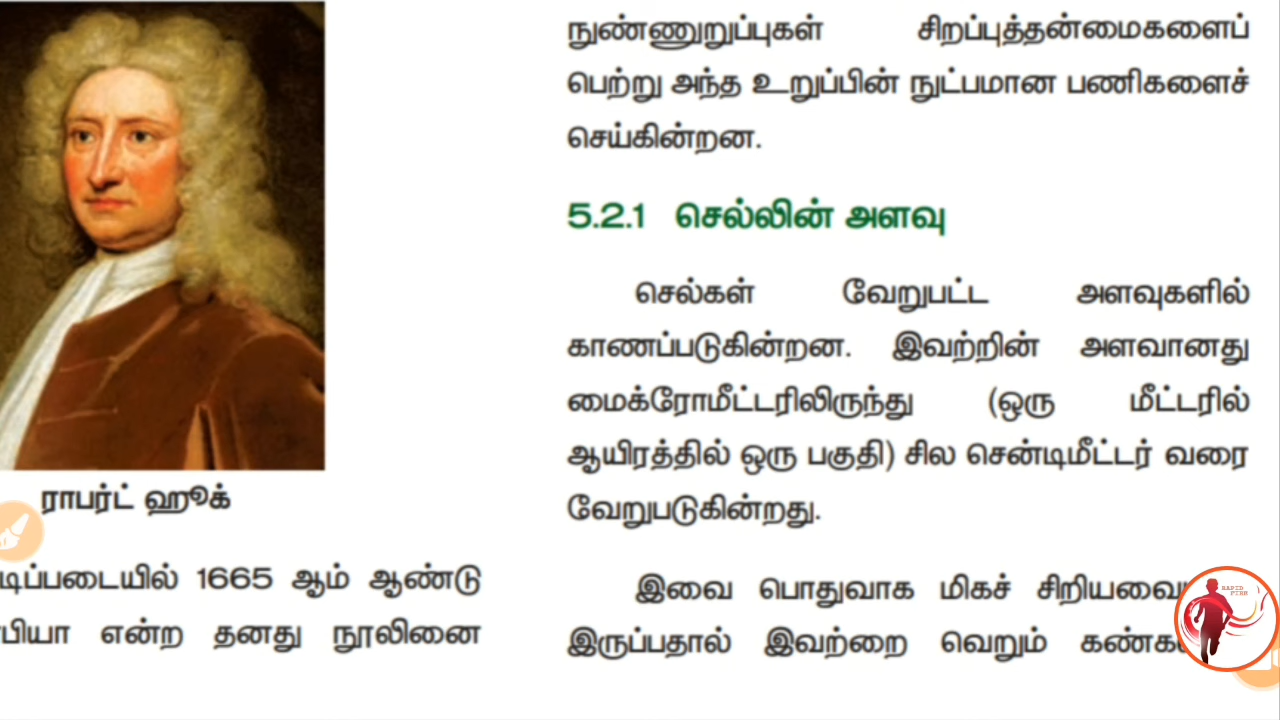 ராபர்ட் ஹூக்
டிப்படையில் 1665 ஆம் ஆண்டு
என்ற தனது நூலினை
நுண்ணுறுப்புகள் சிறப்புத்தன்மைகளைப்
பெற்று அந்த உறுப்பின் நுட்பமான பணிகளைச்
செய்கின்றன.
5.2.1 செல்லின் அளவு
செல்கள் வேறுபட்ட அளவுகளில்
காணப்படுகின்றன. இவற்றின் அளவானது
மைக்ரோமீட்டரிலிருந்து (ஒரு மீட்டரில்
ஆயிரத்தில் ஒரு பகுதி) சில சென்டிமீட்டர் வரை
வேறுபடுகின்றது.
இவை பொதுவாக மிகச்
இருப்பதால் இவற்றை வெறும்
RAPID
FIRE